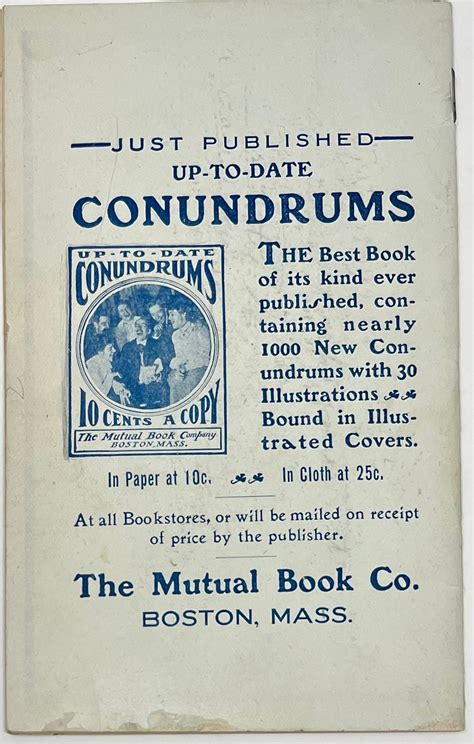 JUST PUBLISHED
UP-TO-DATE
CONUNDRUMS
UP-TO-DATE
CONUNDRUMS
10 CENTS A COPY
The Mutual Book Company
BOSTON, MASS.
THE Best Book
of its kind ever
published, con-
taining nearly
1000 New Con-
undrums with 30
Illustrations
Bound in Illus-
trated Covers.
In Paper at 10c. In Cloth at 25c.
At all Bookstores, or will be mailed on receipt
of price by the publisher.
The Mutual Book Co.
BOSTON, MASS.